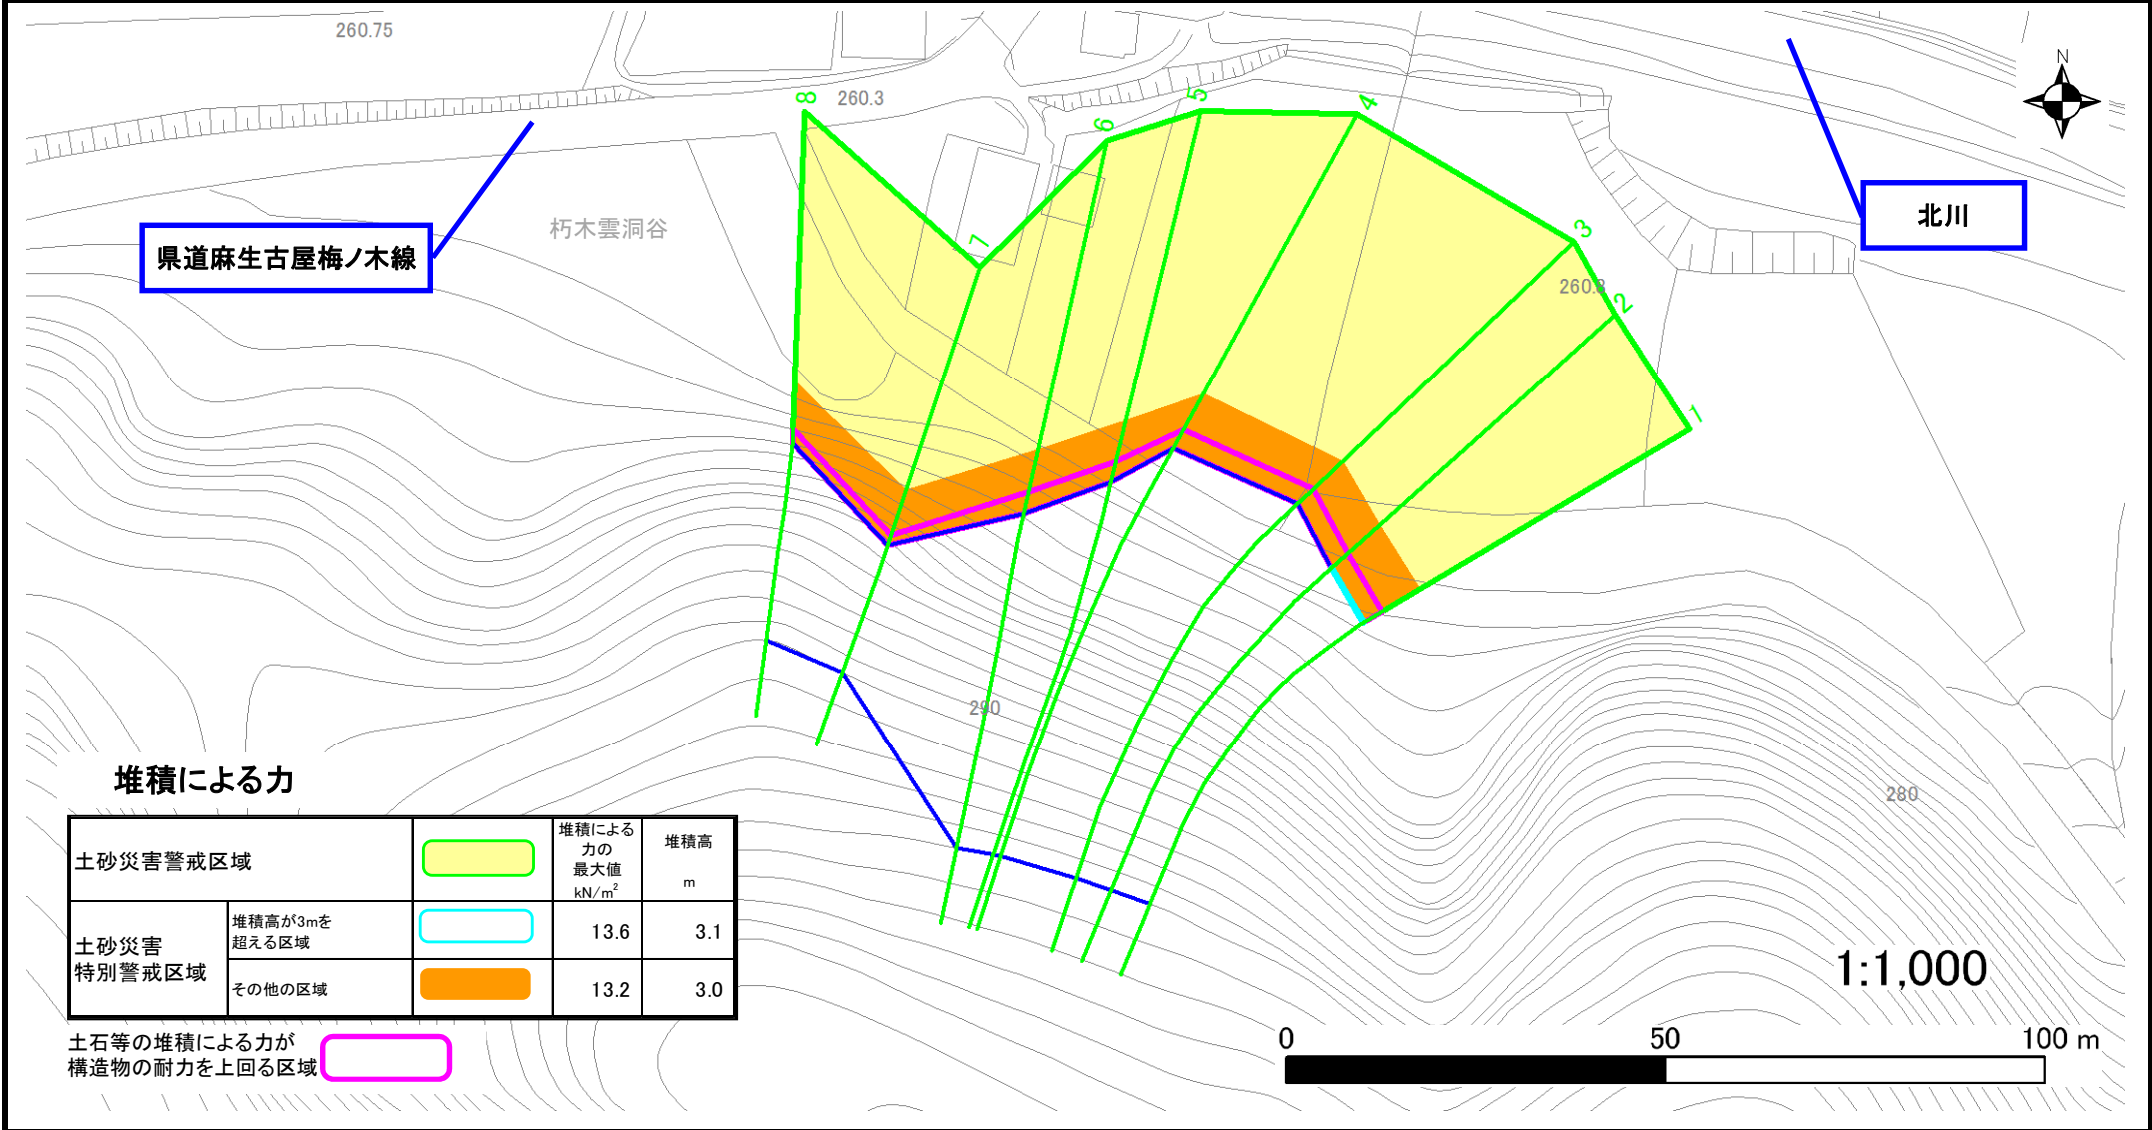 260.75
N
8
260.3
5
4
6
北川
3
朽木雲洞谷
7
県道麻生古屋梅ノ木線
260.8
2
1
290
堆積による力
280
土砂災害警戒区域
堆積による
力の
最大値
kN/m²
堆積高
m
土砂災害
特別警戒区域
堆積高が3mを
超える区域
13.6
3.1
その他の区域
13.2
3.0
1:1,000
土石等の堆積による力が
構造物の耐力を上回る区域
0 50 100 m